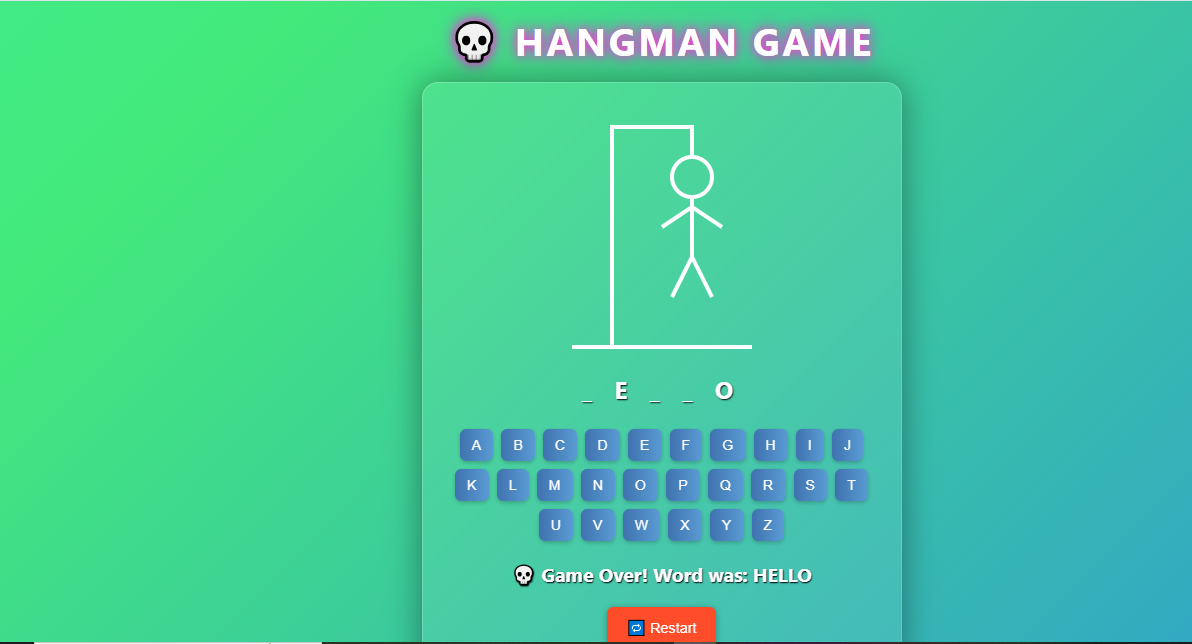 💀 HANGMAN GAME
_ E _ _ O
A B C D E F G H I J
K L M N O P Q R S T
U V W X Y Z
💀 Game Over! Word was: HELLO
🔁 Restart